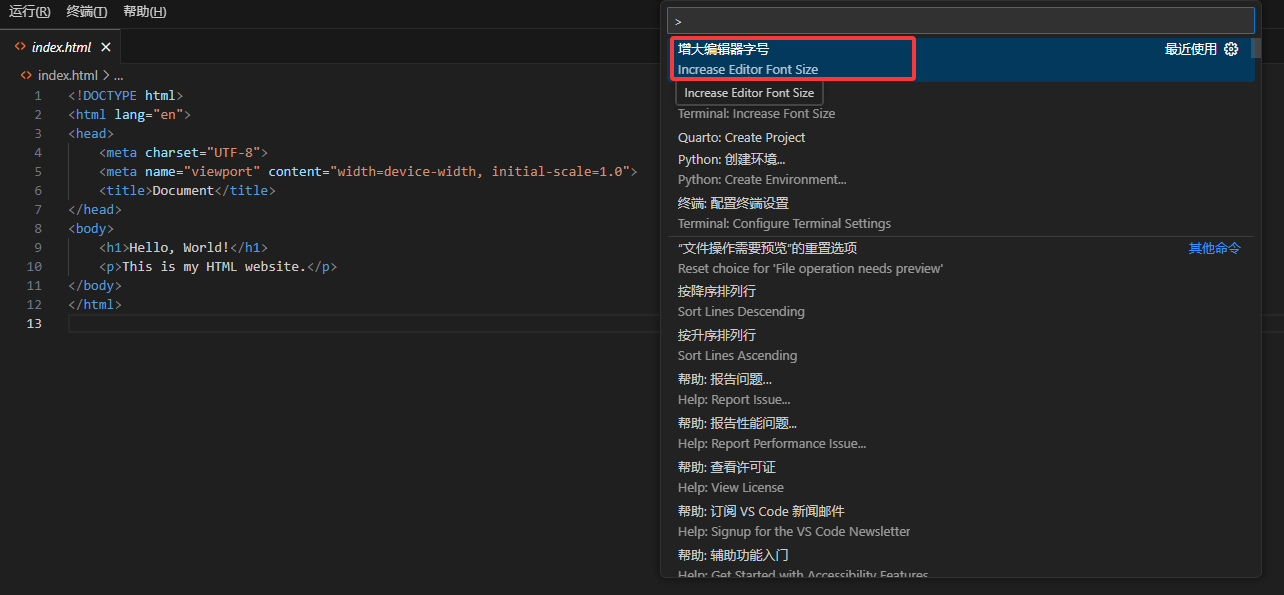 运行(R) 终端(T) 帮助(H)
index.html
index.html > ...
1 <!DOCTYPE html>
2 <html lang="en">
3 <head>
4 <meta charset="UTF-8">
5 <meta name="viewport" content="width=device-width, initial-scale=1.0">
6 <title>Document</title>
7 </head>
8 <body>
9 <h1>Hello, World!</h1>
10 <p>This is my HTML website.</p>
11 </body>
12 </html>
13
>
增大编辑器字号 最近使用
Increase Editor Font Size
Increase Editor Font Size
Terminal: Increase Font Size
Quarto: Create Project
Python: 创建环境...
Python: Create Environment...
终端: 配置终端设置
Terminal: Configure Terminal Settings
“文件操作需要预览”的重置选项 其他命令
Reset choice for 'File operation needs preview'
按降序排列行
Sort Lines Descending
按升序排列行
Sort Lines Ascending
帮助: 报告问题...
Help: Report Issue...
帮助: 报告性能问题...
Help: Report Performance Issue...
帮助: 查看许可证
Help: View License
帮助: 订阅 VS Code 新闻邮件
Help: Signup for the VS Code Newsletter
帮助: 辅助功能入门
Help: Get Started with Accessibility Features